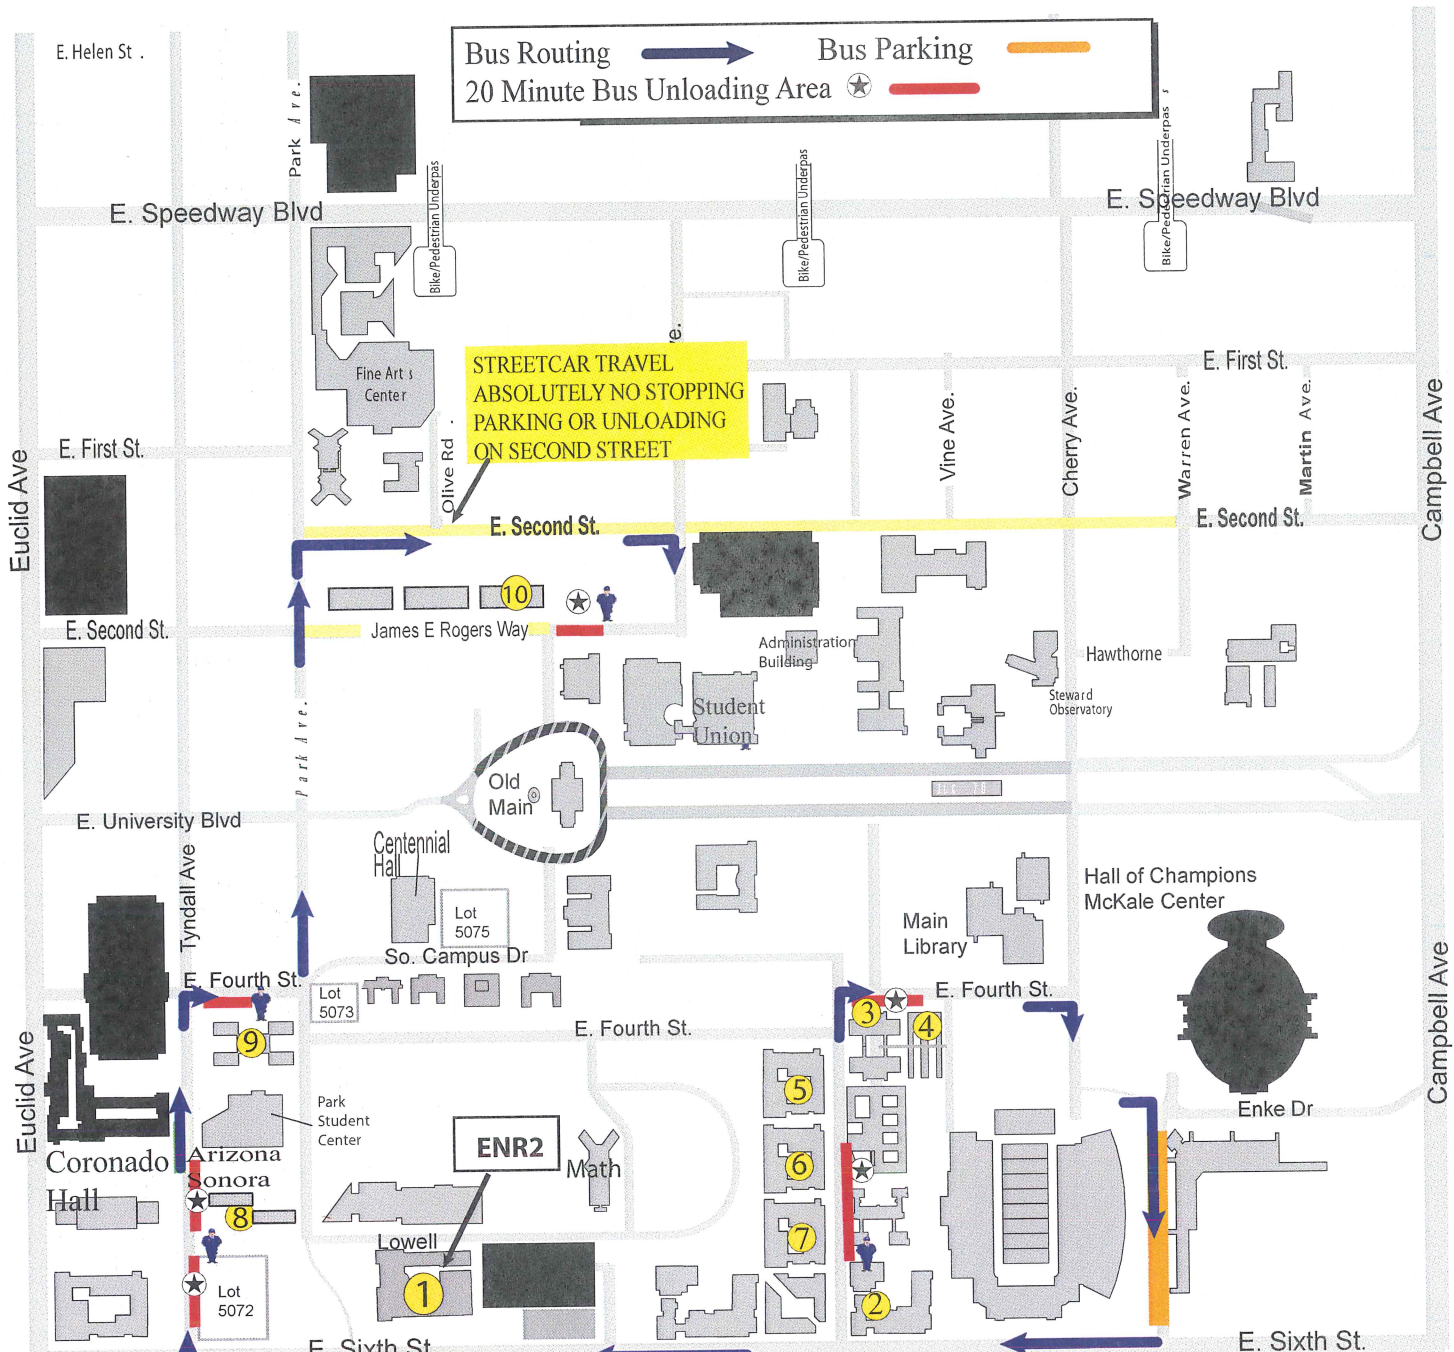 E. Helen St .
Park Ave.
Bus Routing
Bus Parking
20 Minute Bus Unloading Area
E. Speedway Blvd
E. Speedway Blvd
Bike/Pedestrian Underpas
Bike/Pedestrian Underpas
Bike/Pedestrian Underpas s
ve.
STREETCAR TRAVEL
ABSOLUTELY NO STOPPING
PARKING OR UNLOADING
ON SECOND STREET
Fine Art s
Center
E. First St.
E. First St.
Olive Rd .
Vine Ave.
Cherry Ave.
Warren Ave.
Martin Ave.
Euclid Ave
Campbell Ave
E. Second St.
E. Second St.
10
E. Second St.
James E Rogers Way
Administration
Building
Hawthorne
Steward
Observatory
Student
Union
Park Ave.
Old
Main
E. University Blvd
Centennial
Hall
Tyndall Ave
Lot
5075
So. Campus Dr
Main
Library
Hall of Champions
McKale Center
E. Fourth St.
Lot
5073
E. Fourth St.
E. Fourth St.
3
4
9
5
6
7
Euclid Ave
Campbell Ave
Enke Dr
Park
Student
Center
ENR2
Math
Coronado
Hall
Arizona
Sonora
8
Lowell
1
2
Lot
5072
E. Sixth St.
E. Sixth St.